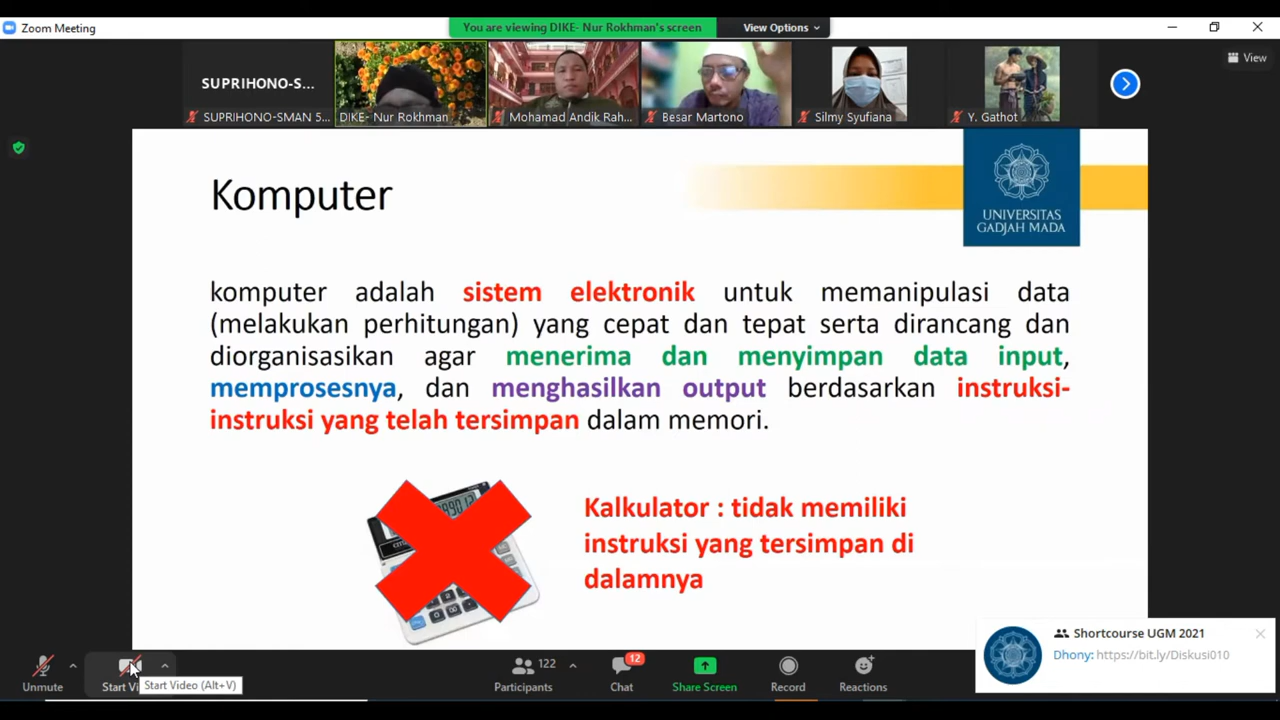 Zoom Meeting
You are viewing DIKE- Nur Rokhman's screen
View Options
View
SUPRIHONO-S...
SUPRIHONO-SMAN 5...
DIKE- Nur Rokhman
Mohamad Andik Rah...
Besar Martono
Silmy Syufiana
Y. Gathot
Komputer
UNIVERSITAS
GADJAH MADA
komputer adalah sistem elektronik untuk memanipulasi data
(melakukan perhitungan) yang cepat dan tepat serta dirancang dan
diorganisasikan agar menerima dan menyimpan data input,
memprosesnya, dan menghasilkan output berdasarkan instruksi-
instruksi yang telah tersimpan dalam memori.
Kalkulator : tidak memiliki
instruksi yang tersimpan di
dalamnya
Shortcourse UGM 2021
Dhony: https://bit.ly/Diskusi010
Unmute
Start Vi
Start Video (Alt+V)
122
Participants
12
Chat
Share Screen
Record
Reactions